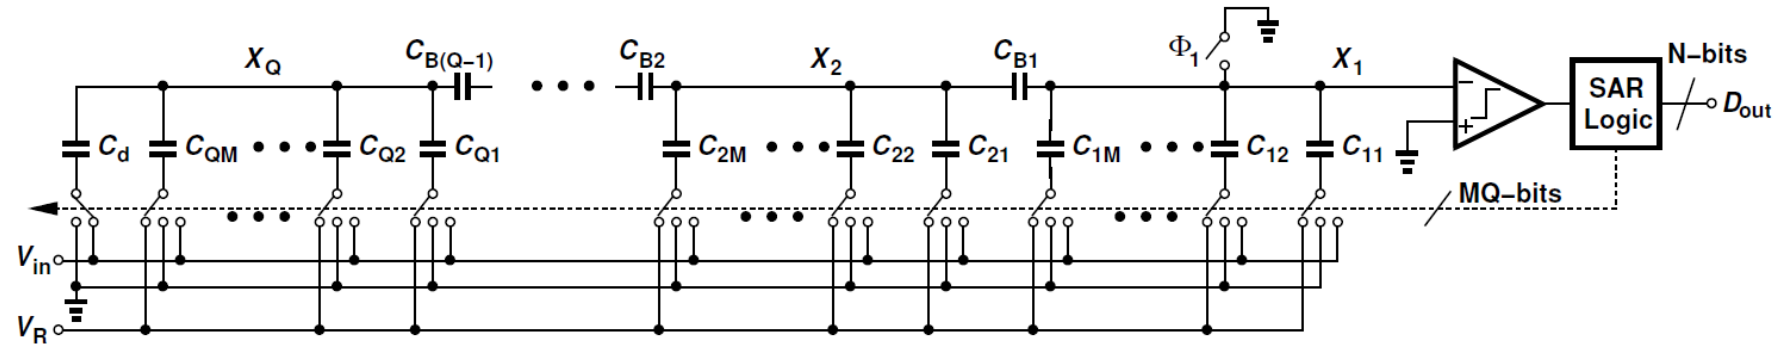 X_Q C_B(Q−1) C_B2 X_2 C_B1 Φ_1 X_1 N-bits
− + SAR Logic D_out
C_d C_QM C_Q2 C_Q1 C_2M C_22 C_21 C_1M C_12 C_11
MQ−bits
V_in
V_R